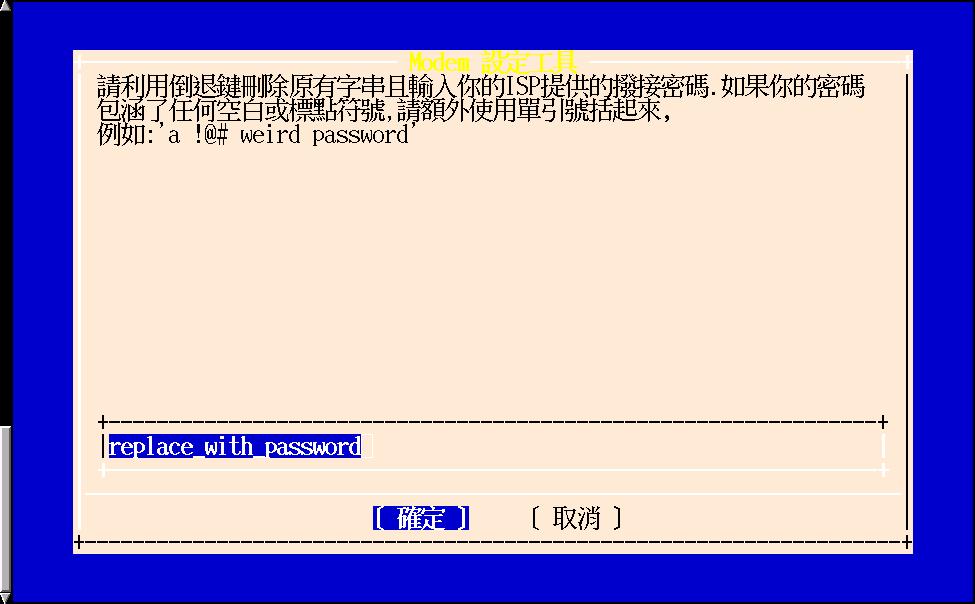 Modem 設定工具
請利用倒退鍵刪除原有字串且輸入你的ISP提供的撥接密碼.如果你的密碼
包涵了任何空白或標點符號,請額外使用單引號括起來,
例如:'a !@# weird password'
replace_with_password
[ 確定 ] [ 取消 ]